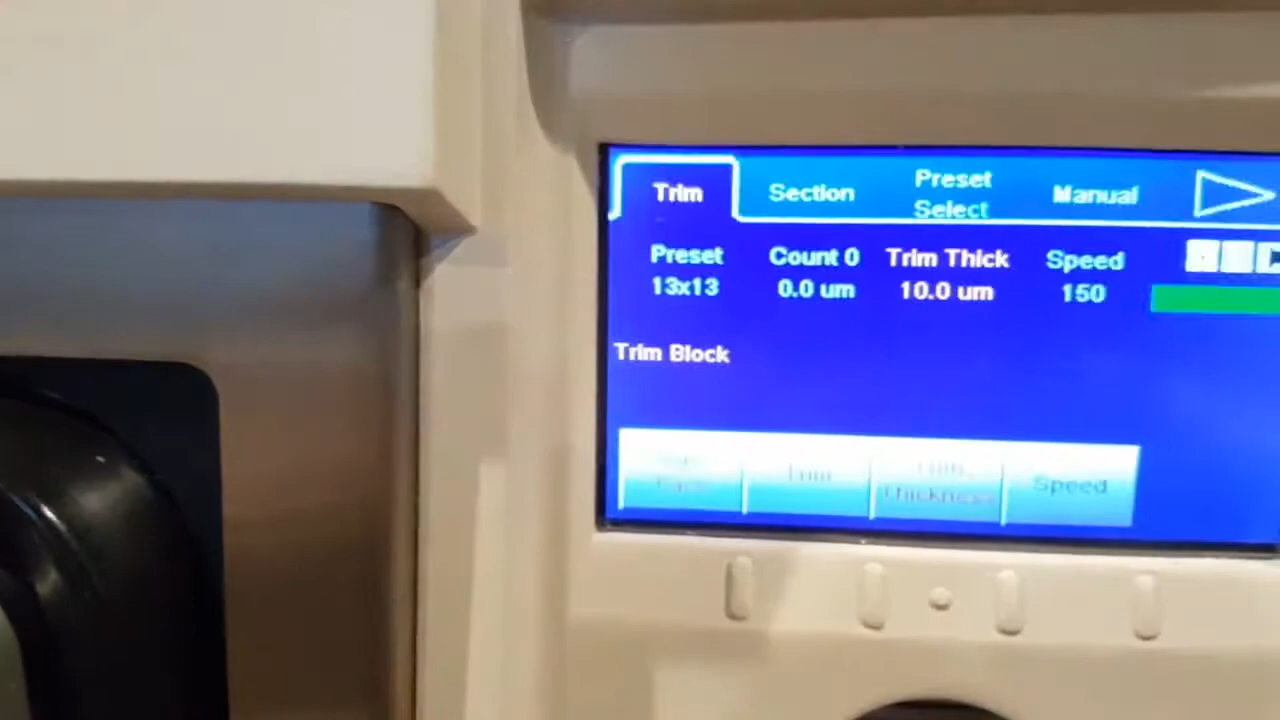 Trim
Section
Preset
Select
Manual
Preset
13x13
Count 0
0.0 um
Trim Thick
10.0 um
Speed
150
Trim Block
Trim
Thickness
Speed